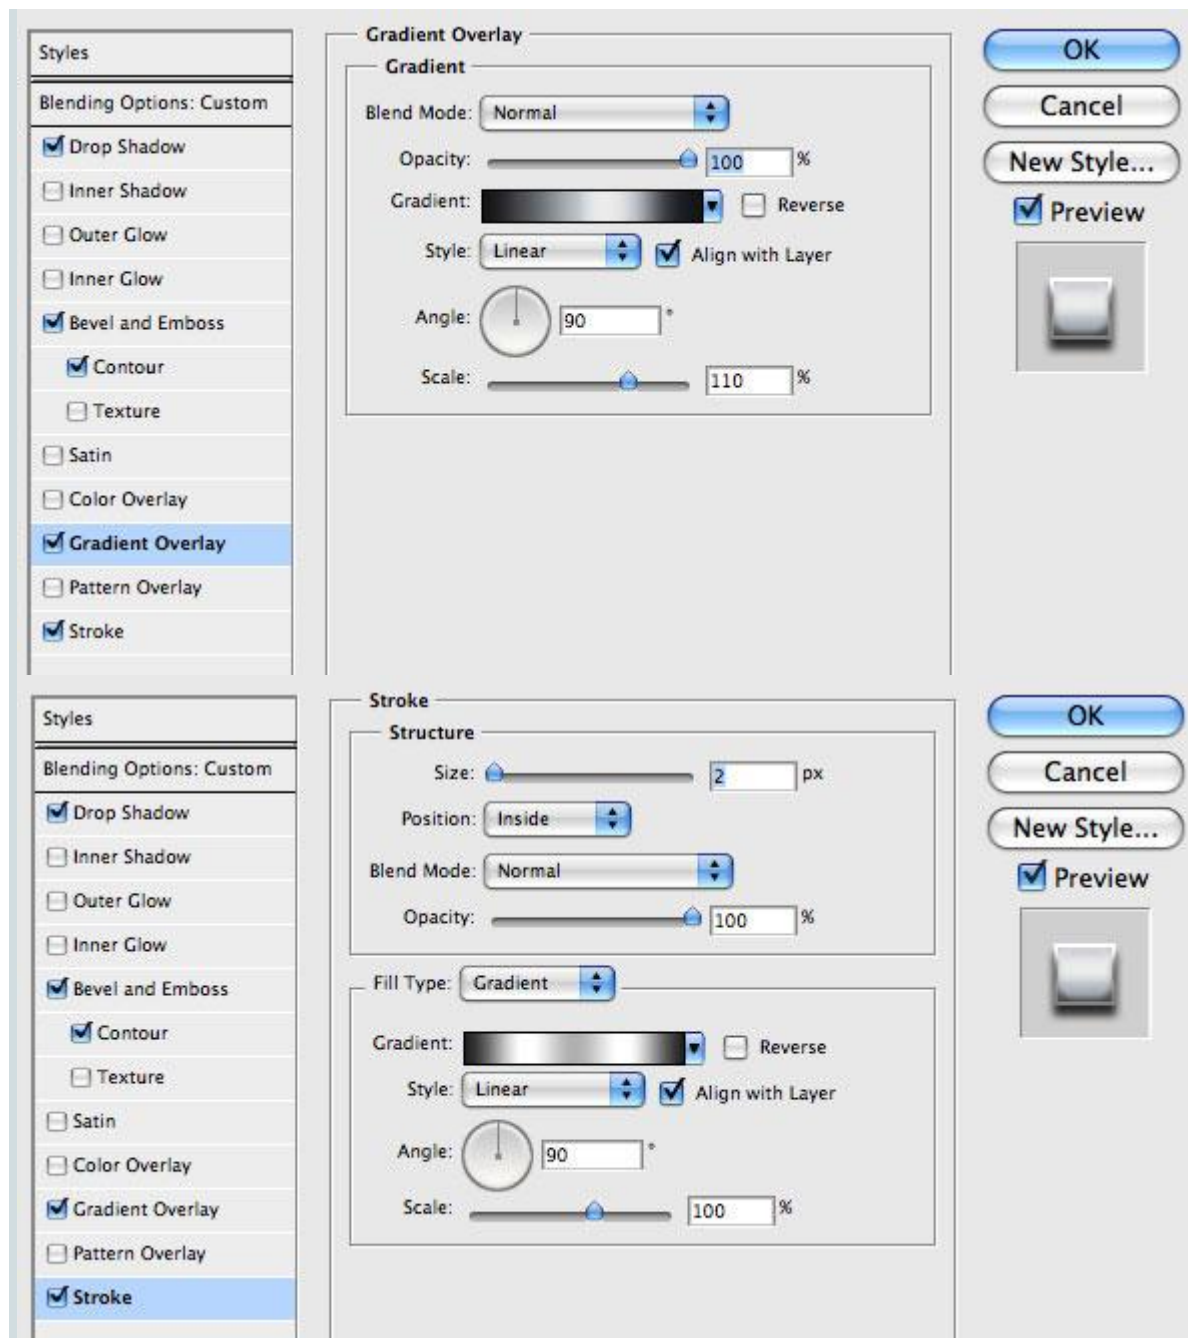 Styles
Blending Options: Custom
Drop Shadow
Inner Shadow
Outer Glow
Inner Glow
Bevel and Emboss
Contour
Texture
Satin
Color Overlay
Gradient Overlay
Pattern Overlay
Stroke
Gradient Overlay
Gradient
Blend Mode: Normal
Opacity: 100 %
Gradient: Reverse
Style: Linear Align with Layer
Angle: 90 °
Scale: 110 %
OK
Cancel
New Style...
Preview
Styles
Blending Options: Custom
Drop Shadow
Inner Shadow
Outer Glow
Inner Glow
Bevel and Emboss
Contour
Texture
Satin
Color Overlay
Gradient Overlay
Pattern Overlay
Stroke
Stroke
Structure
Size: 2 px
Position: Inside
Blend Mode: Normal
Opacity: 100 %
Fill Type: Gradient
Gradient: Reverse
Style: Linear Align with Layer
Angle: 90 °
Scale: 100 %
OK
Cancel
New Style...
Preview